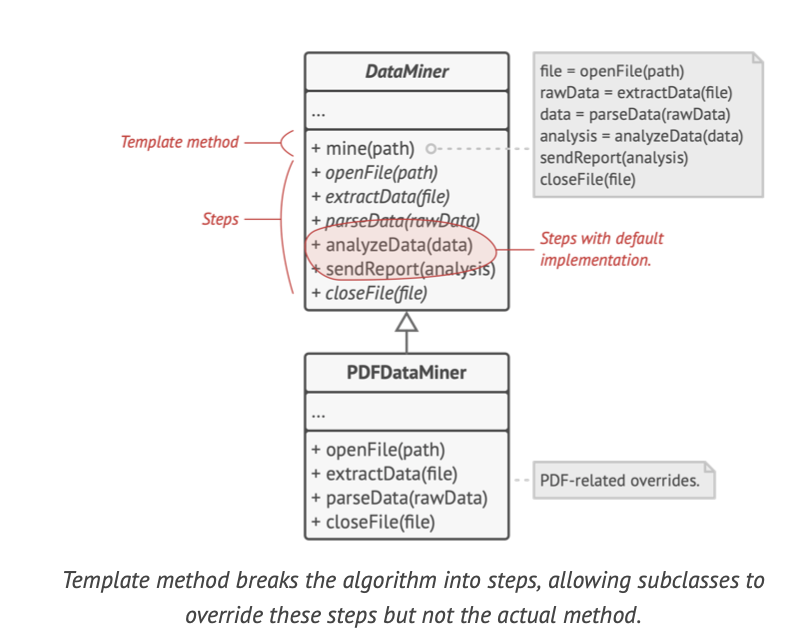 DataMiner
...
file = openFile(path)
rawData = extractData(file)
data = parseData(rawData)
analysis = analyzeData(data)
sendReport(analysis)
closeFile(file)
Template method
+ mine(path)
Steps
+ openFile(path)
+ extractData(file)
+ parseData(rawData)
+ analyzeData(data)
+ sendReport(analysis)
+ closeFile(file)
Steps with default
implementation.
PDFDataMiner
...
+ openFile(path)
+ extractData(file)
+ parseData(rawData)
+ closeFile(file)
PDF-related overrides.
Template method breaks the algorithm into steps, allowing subclasses to
override these steps but not the actual method.